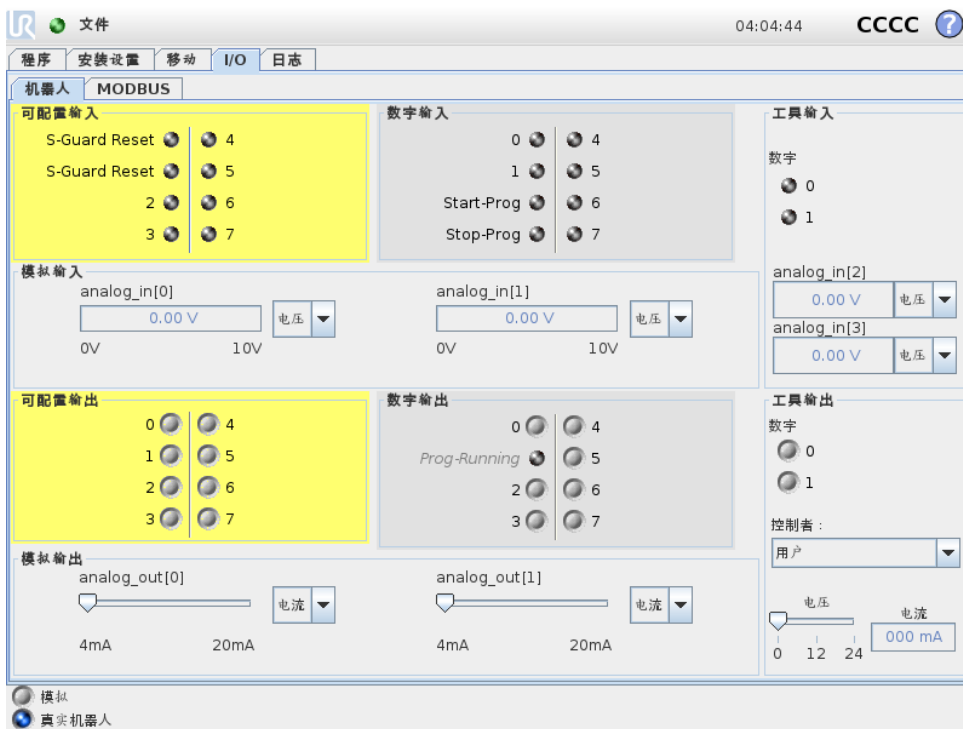 UR 文件 04:04:44 CCCC ?
程序 安装设置 移动 I/O 日志
机器人 MODBUS
可配置输入
S-Guard Reset 4
S-Guard Reset 5
2 6
3 7
数字输入
0 4
1 5
Start-Prog 6
Stop-Prog 7
工具输入
数字
0
1
analog_in[2]
0.00 V 电压
analog_in[3]
0.00 V 电压
模拟输入
analog_in[0]
0.00 V 电压
0V 10V
analog_in[1]
0.00 V 电压
0V 10V
可配置输出
0 4
1 5
2 6
3 7
数字输出
0 4
Prog-Running 5
2 6
3 7
工具输出
数字
0
1
控制者：
用户
电压
0 12 24
电流
000 mA
模拟输出
analog_out[0]
电流
4mA 20mA
analog_out[1]
电流
4mA 20mA
模拟
真实机器人